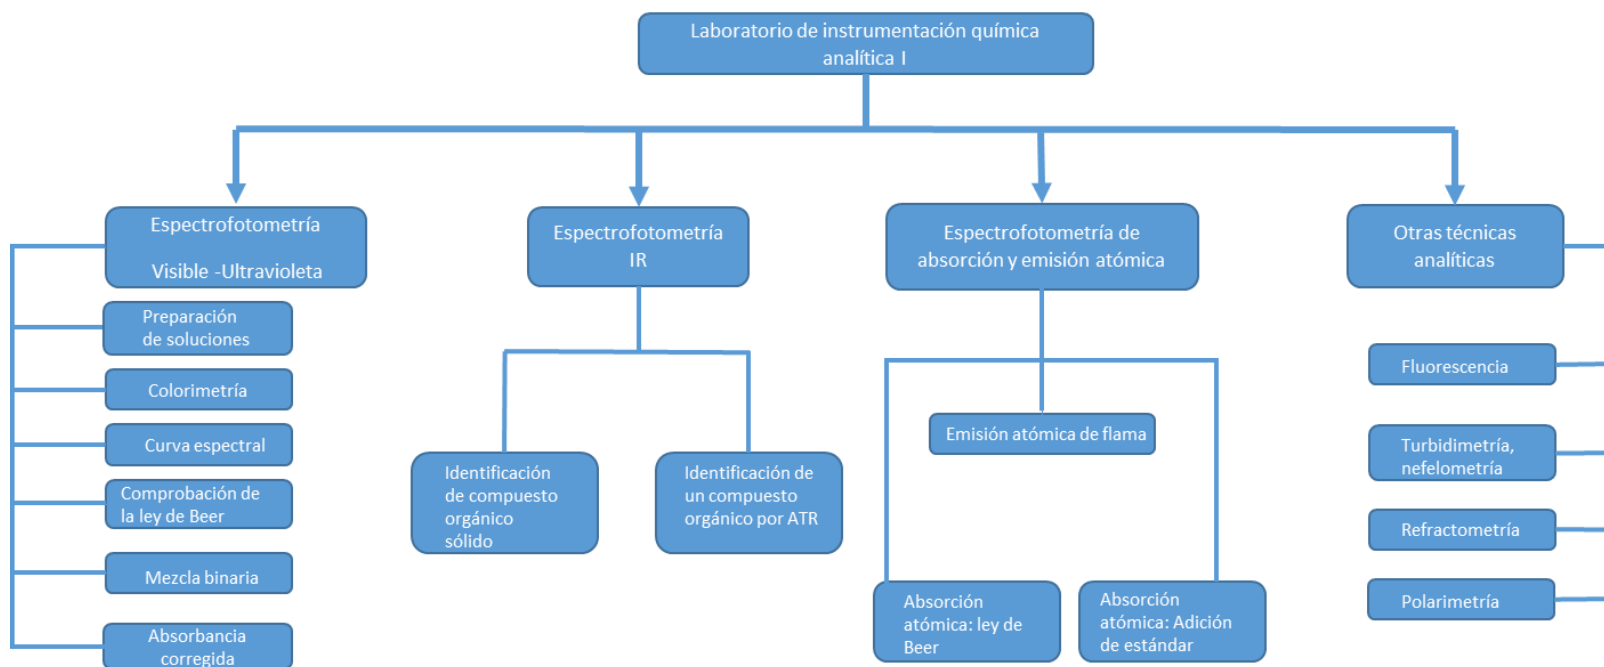 Laboratorio de instrumentación química
analítica I
Espectrofotometría
Visible -Ultravioleta
Preparación
de soluciones
Colorimetría
Curva espectral
Comprobación de
la ley de Beer
Mezcla binaria
Absorbancia
corregida
Espectrofotometría
IR
Identificación
de compuesto
orgánico
sólido
Identificación de
un compuesto
orgánico por ATR
Espectrofotometría de
absorción y emisión atómica
Emisión atómica de flama
Absorción
atómica: ley de
Beer
Absorción
atómica: Adición
de estándar
Otras técnicas
analíticas
Fluorescencia
Turbidimetría,
nefelometría
Refractometría
Polarimetría